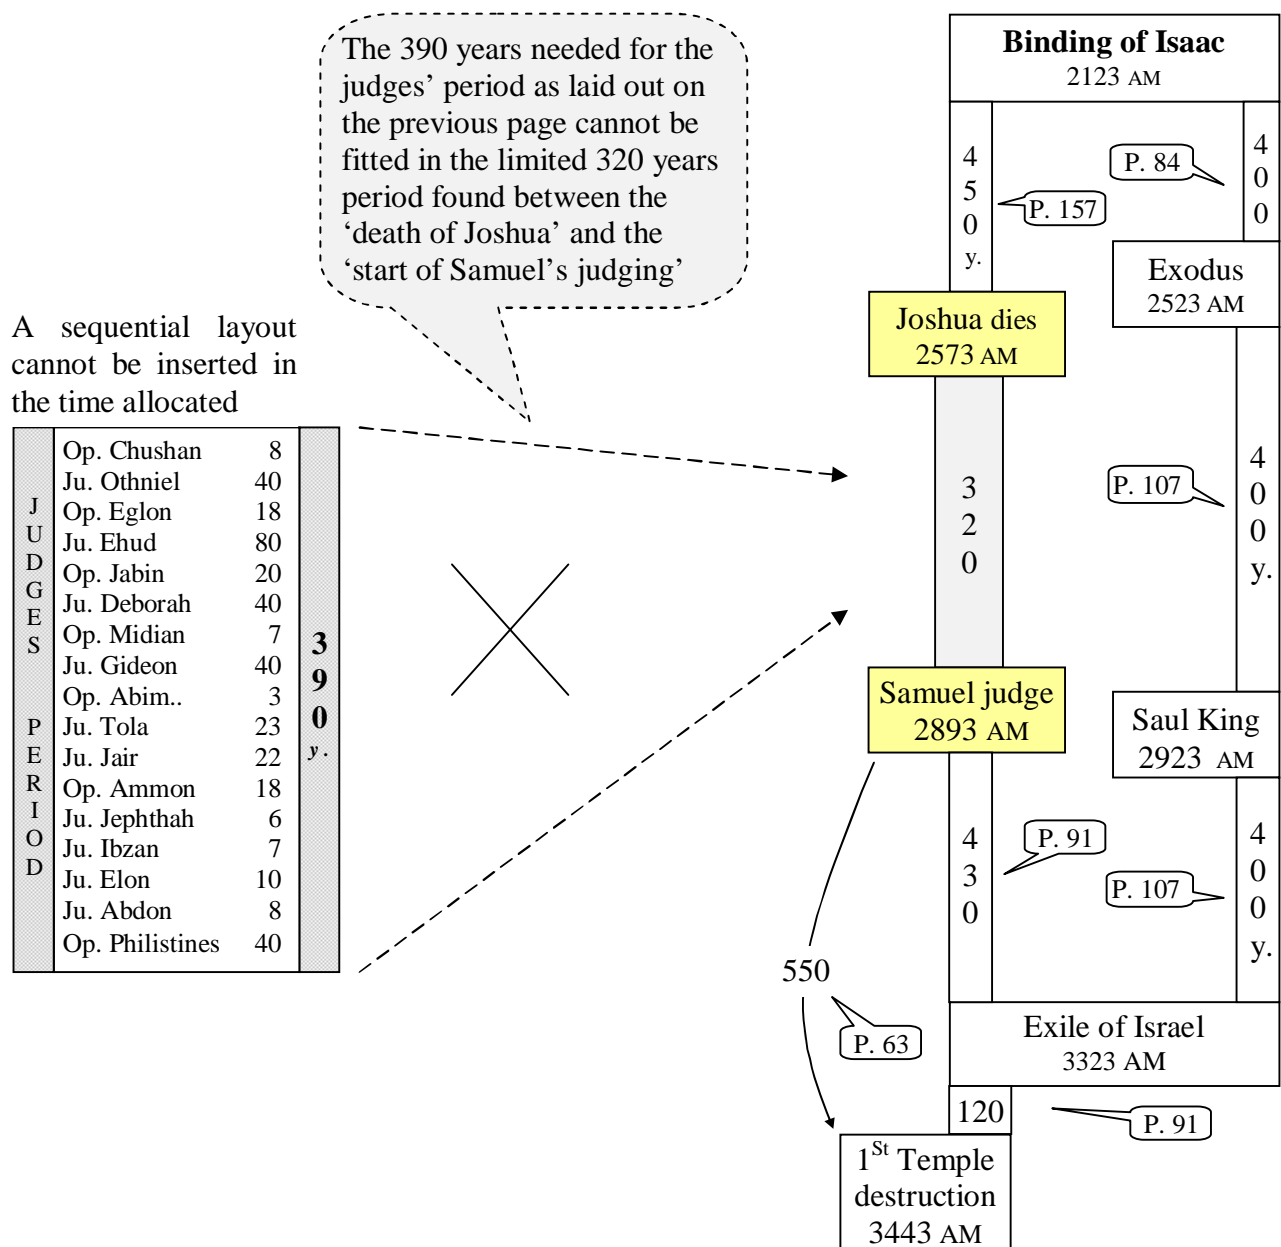 The 390 years needed for the
judges’ period as laid out on
the previous page cannot be
fitted in the limited 320 years
period found between the
‘death of Joshua’ and the
‘start of Samuel’s judging’
A sequential layout
cannot be inserted in
the time allocated
JUDGES PERIOD
Op. Chushan 8
Ju. Othniel 40
Op. Eglon 18
Ju. Ehud 80
Op. Jabin 20
Ju. Deborah 40
Op. Midian 7
Ju. Gideon 40
Op. Abim.. 3
Ju. Tola 23
Ju. Jair 22
Op. Ammon 18
Ju. Jephthah 6
Ju. Ibzan 7
Ju. Elon 10
Ju. Abdon 8
Op. Philistines 40
390 y.
Binding of Isaac
2123 AM
450 y.
P. 157
P. 84
400
Exodus
2523 AM
Joshua dies
2573 AM
320
P. 107
400 y.
Samuel judge
2893 AM
Saul King
2923 AM
430
P. 91
P. 107
400 y.
550
P. 63
Exile of Israel
3323 AM
120
P. 91
1St Temple
destruction
3443 AM